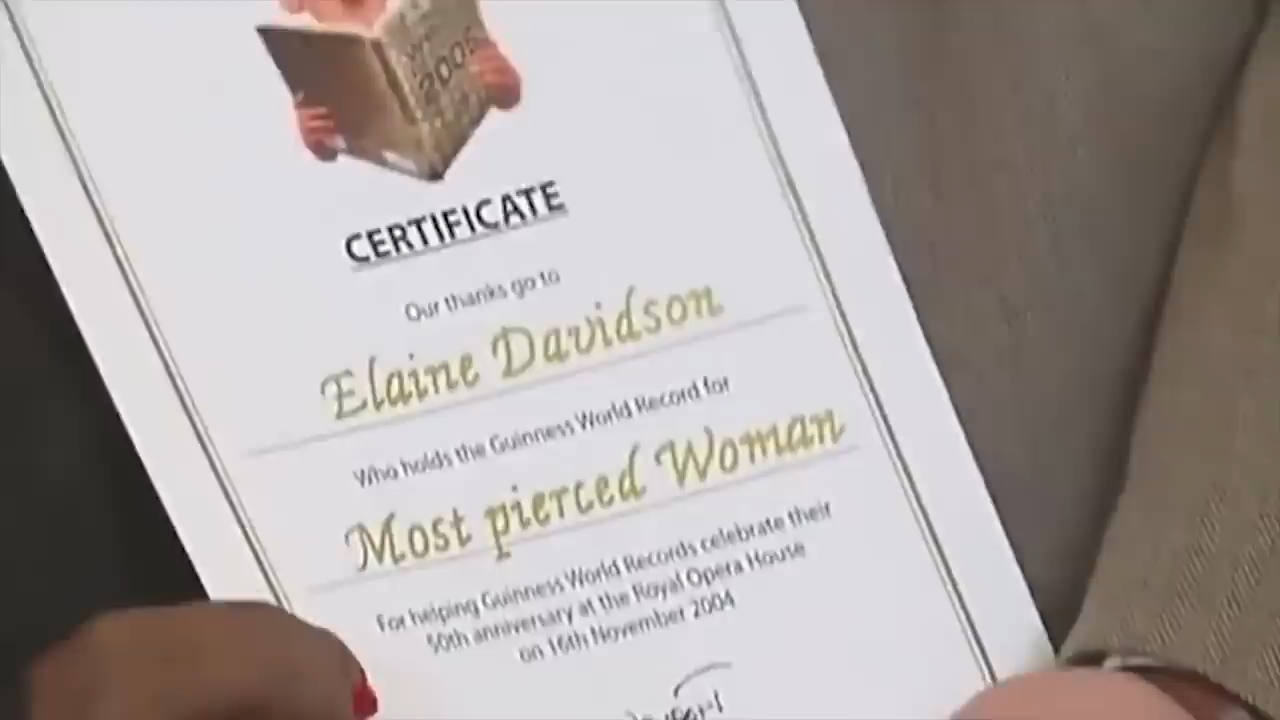 2005
CERTIFICATE
Our thanks go to
Elaine Davidson
Who holds the Guinness World Record for
Most pierced Woman
For helping Guinness World Records celebrate their
50th anniversary at the Royal Opera House
on 16th November 2004